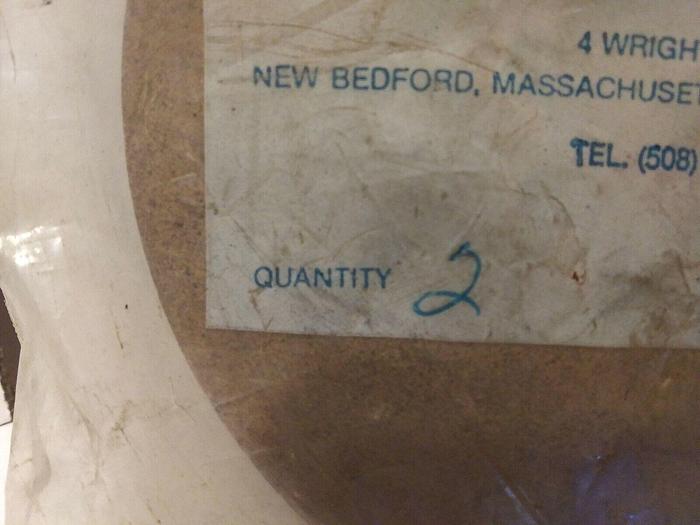 4 WRIGH
NEW BEDFORD, MASSACHUSET
TEL. (508)
QUANTITY 2